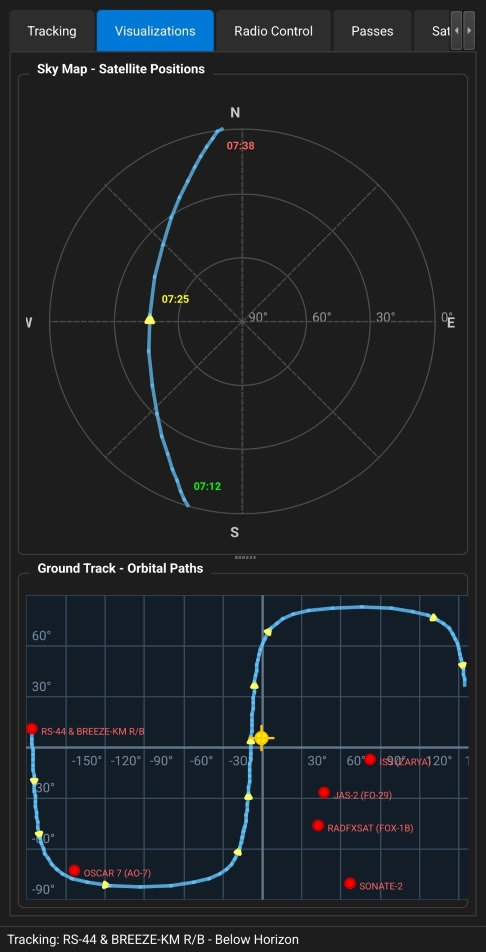 Tracking Visualizations Radio Control Passes Sat
Sky Map - Satellite Positions
N
07:38
07:25
W 90° 60° 30° 0° E
07:12
S
Ground Track - Orbital Paths
60°
30°
RS-44 & BREEZE-KM R/B
-150° -120° -90° -60° -30 30° 60° 90° 120°
ISS (ZARYA)
-30°
JAS-2 (FO-29)
RADFXSAT (FOX-1B)
-60°
OSCAR 7 (AO-7)
SONATE-2
-90°
Tracking: RS-44 & BREEZE-KM R/B - Below Horizon